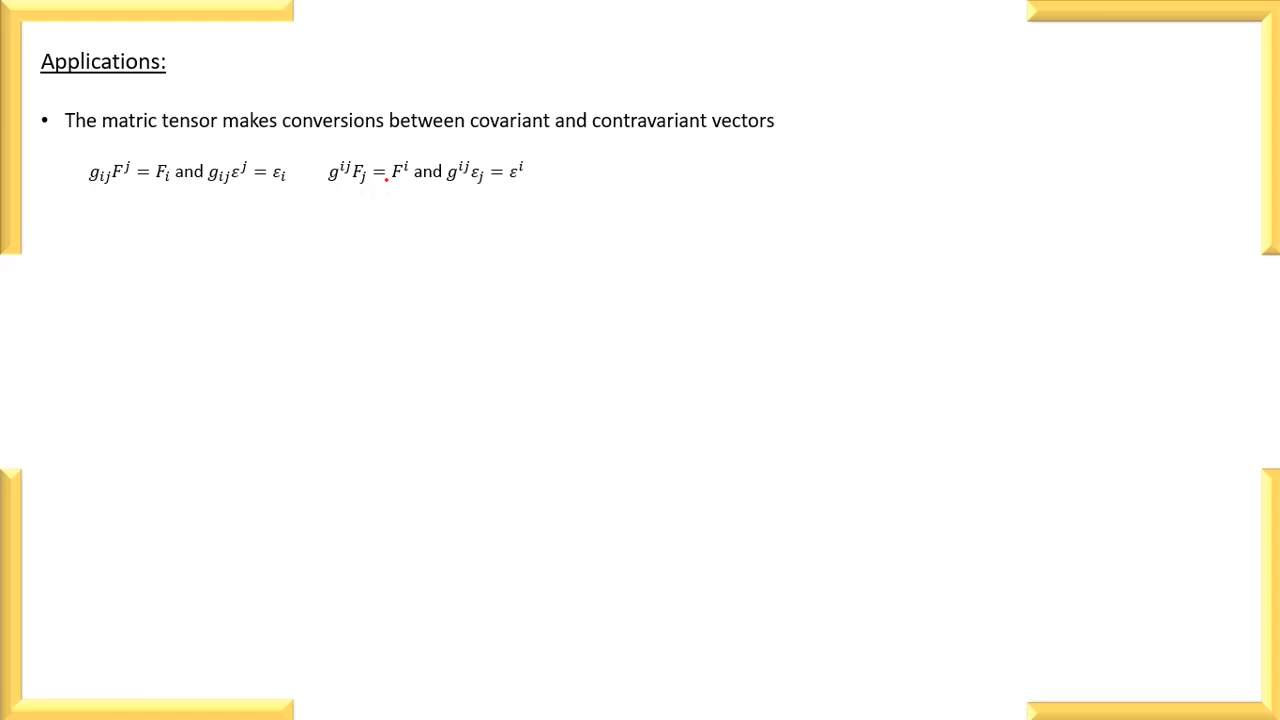 Applications:
• The matric tensor makes conversions between covariant and contravariant vectors
g_{ij}F^j = F_i and g_{ij}ε^j = ε_i g^{ij}F_j = F^i and g^{ij}ε_j = ε^i